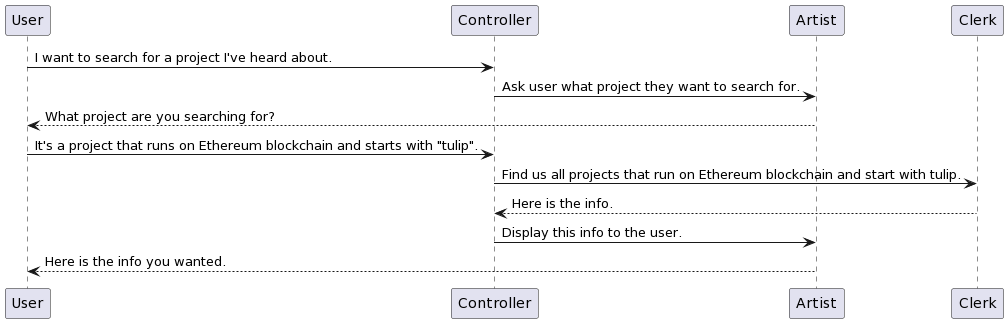 User Controller Artist Clerk
I want to search for a project I've heard about.
Ask user what project they want to search for.
What project are you searching for?
It's a project that runs on Ethereum blockchain and starts with "tulip".
Find us all projects that run on Ethereum blockchain and start with tulip.
Here is the info.
Display this info to the user.
Here is the info you wanted.
User Controller Artist Clerk